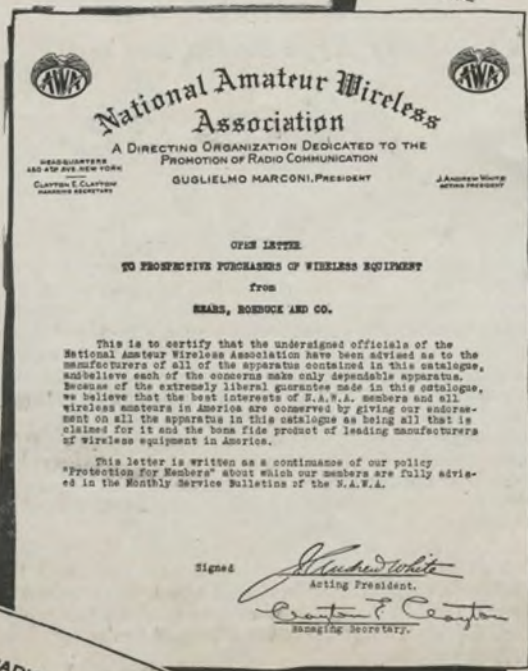 AWA
AWA
National Amateur Wireless
Association
A DIRECTING ORGANIZATION DEDICATED TO THE
PROMOTION OF RADIO COMMUNICATION
GUGLIELMO MARCONI, PRESIDENT
HEADQUARTERS
450 4TH AVE. NEW YORK
CLAYTON E. CLAYTON
MANAGING SECRETARY
J. ANDREW WHITE
ACTING PRESIDENT
OPEN LETTER
TO PROSPECTIVE PURCHASERS OF WIRELESS EQUIPMENT
from
SEARS, ROEBUCK AND CO.
This is to certify that the undersigned officials of the
National Amateur Wireless Association have been advised as to the
manufacturers of all of the apparatus contained in this catalogue,
andbelieve each of the concerns make only dependable apparatus.
Because of the extremely liberal guarantee made in this catalogue,
we believe that the best interests of N.A.W.A. members and all
wireless amateurs in America are conserved by giving our endorse-
ment on all the apparatus in this catalogue as being all that is
claimed for it and the bona fide product of leading manufacturers
of wireless equipment in America.
This letter is written as a continuance of our policy
"Protection for Members" about which our members are fully advis-
ed in the Monthly Service Bulletins of the N.A.W.A.
Signed
J. Andrew White
Acting President.
Clayton E. Clayton
Managing Secretary.